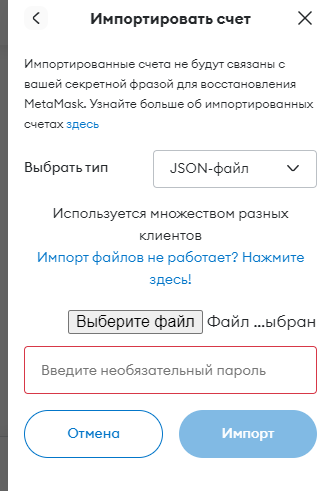 Импортировать счет
Импортированные счета не будут связаны с
вашей секретной фразой для восстановления
MetaMask. Узнайте больше об импортированных
счетах здесь
Выбрать тип
JSON-файл
Используется множеством разных
клиентов
Импорт файлов не работает? Нажмите
здесь!
Выберите файл Файл ...ыбран
Введите необязательный пароль
Отмена
Импорт